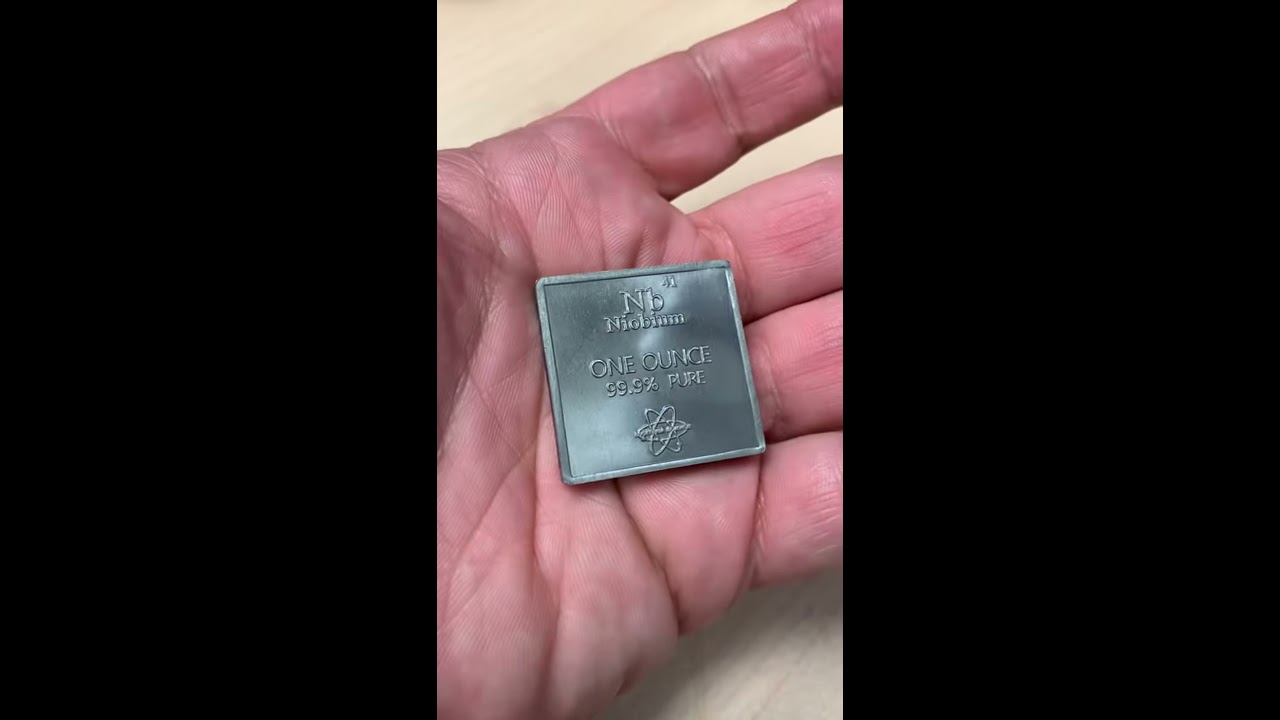 41
Nb
Niobium
ONE OUNCE
99.9% PURE